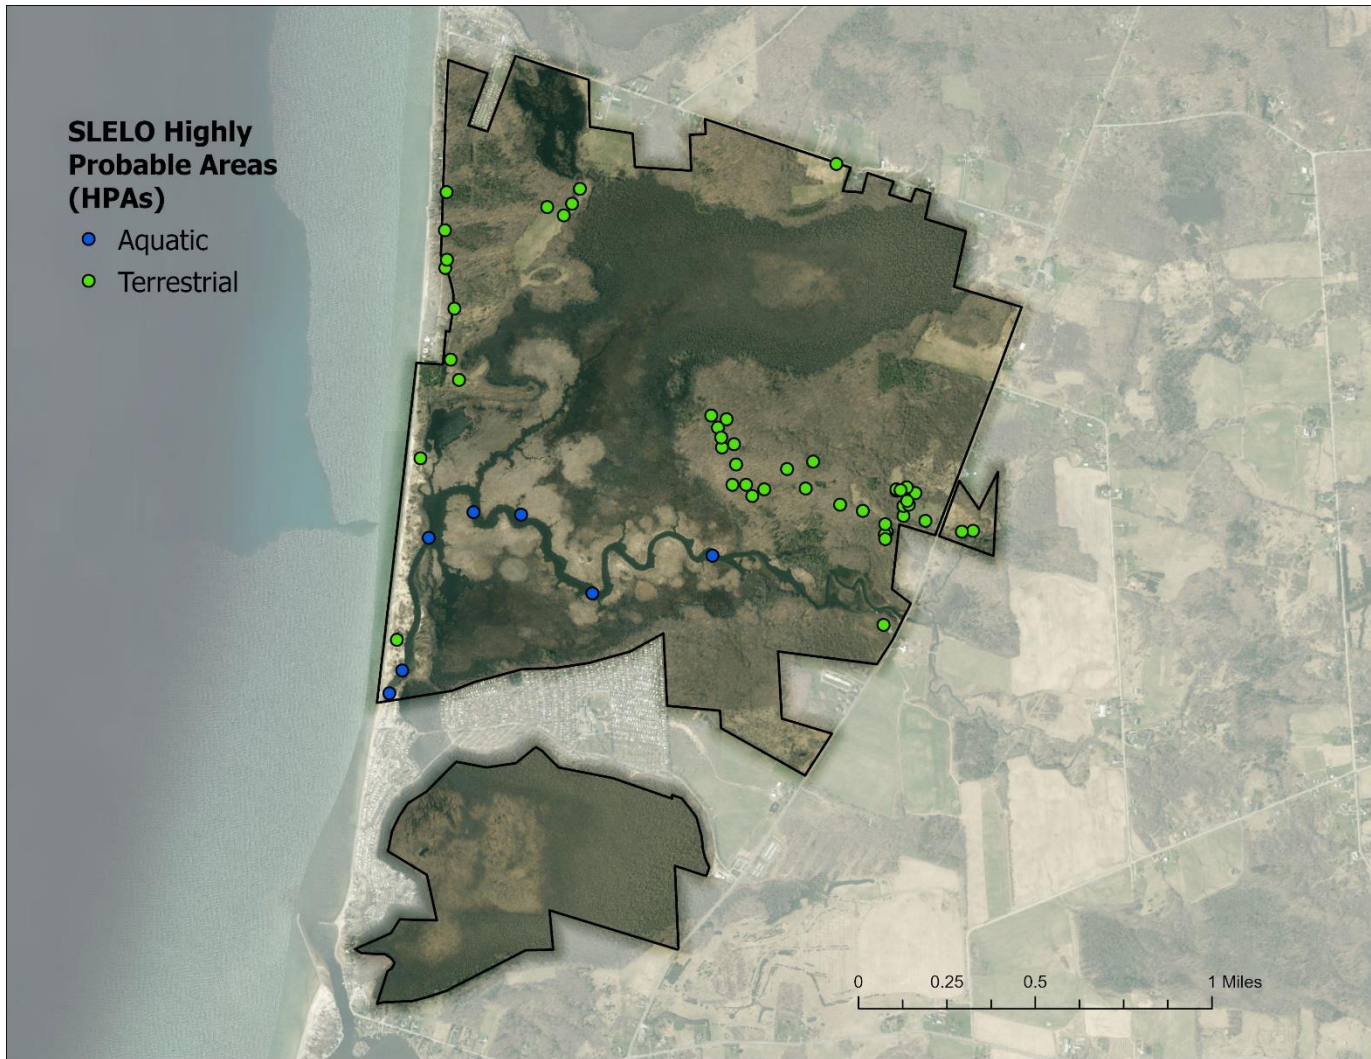 SLELO Highly
Probable Areas
(HPAs)
Aquatic
Terrestrial
0 0.25 0.5 1 Miles